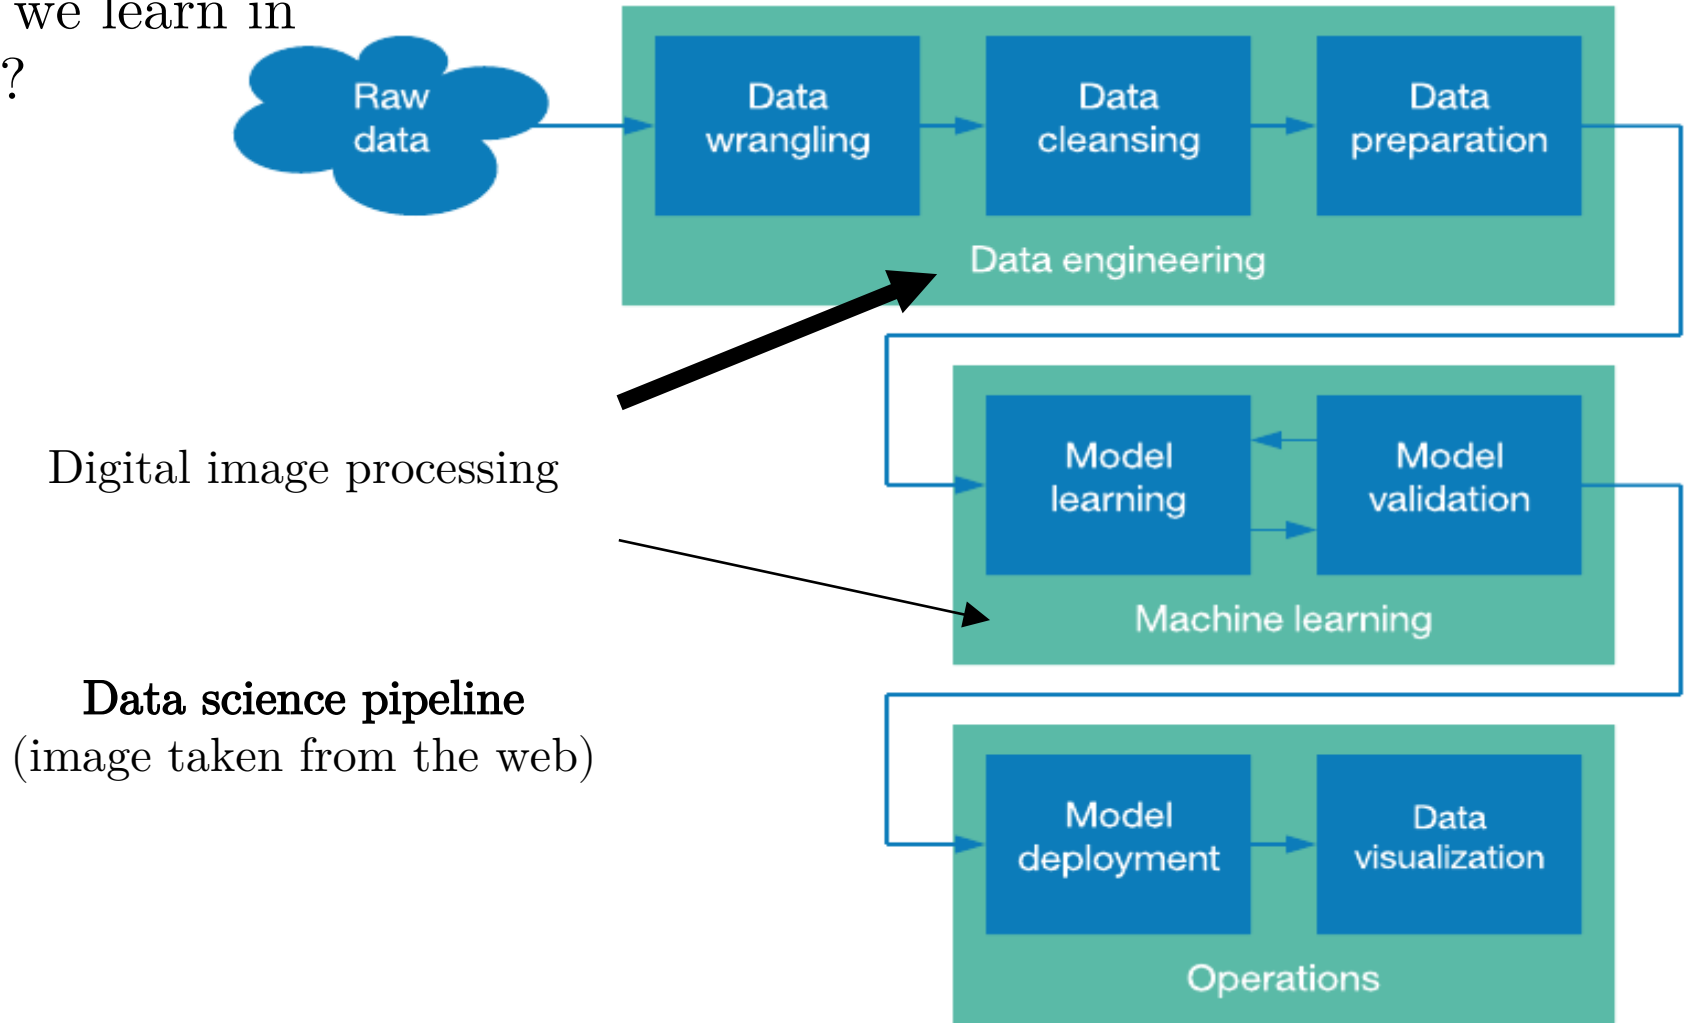 we learn in
?
Raw
data
Data
wrangling
Data
cleansing
Data
preparation
Data engineering
Digital image processing
Model
learning
Model
validation
Machine learning
Data science pipeline
(image taken from the web)
Model
deployment
Data
visualization
Operations